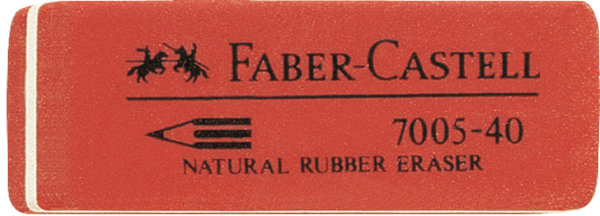 FABER-CASTELL
7005-40
NATURAL RUBBER ERASER